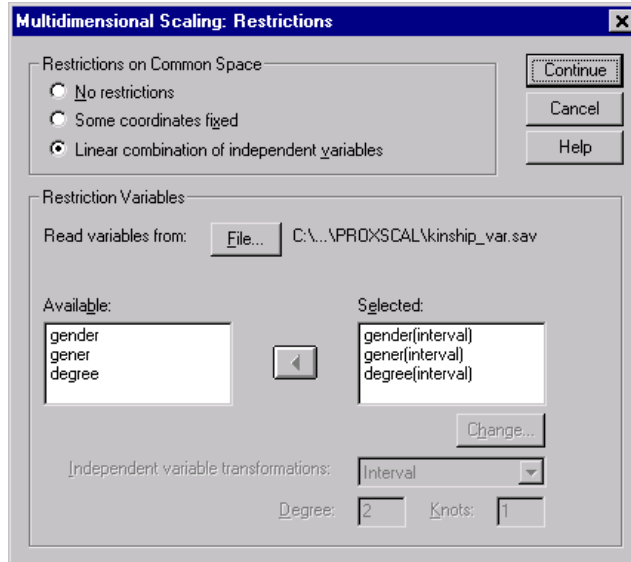 Multidimensional Scaling: Restrictions
Restrictions on Common Space
No restrictions
Some coordinates fixed
Linear combination of independent variables
Continue
Cancel
Help
Restriction Variables
Read variables from: File... C:\...\PROXSCAL\kinship_var.sav
Available:
gender
gener
degree
Selected:
gender(interval)
gener(interval)
degree(interval)
Change...
Independent variable transformations: Interval
Degree: 2 Knots: 1